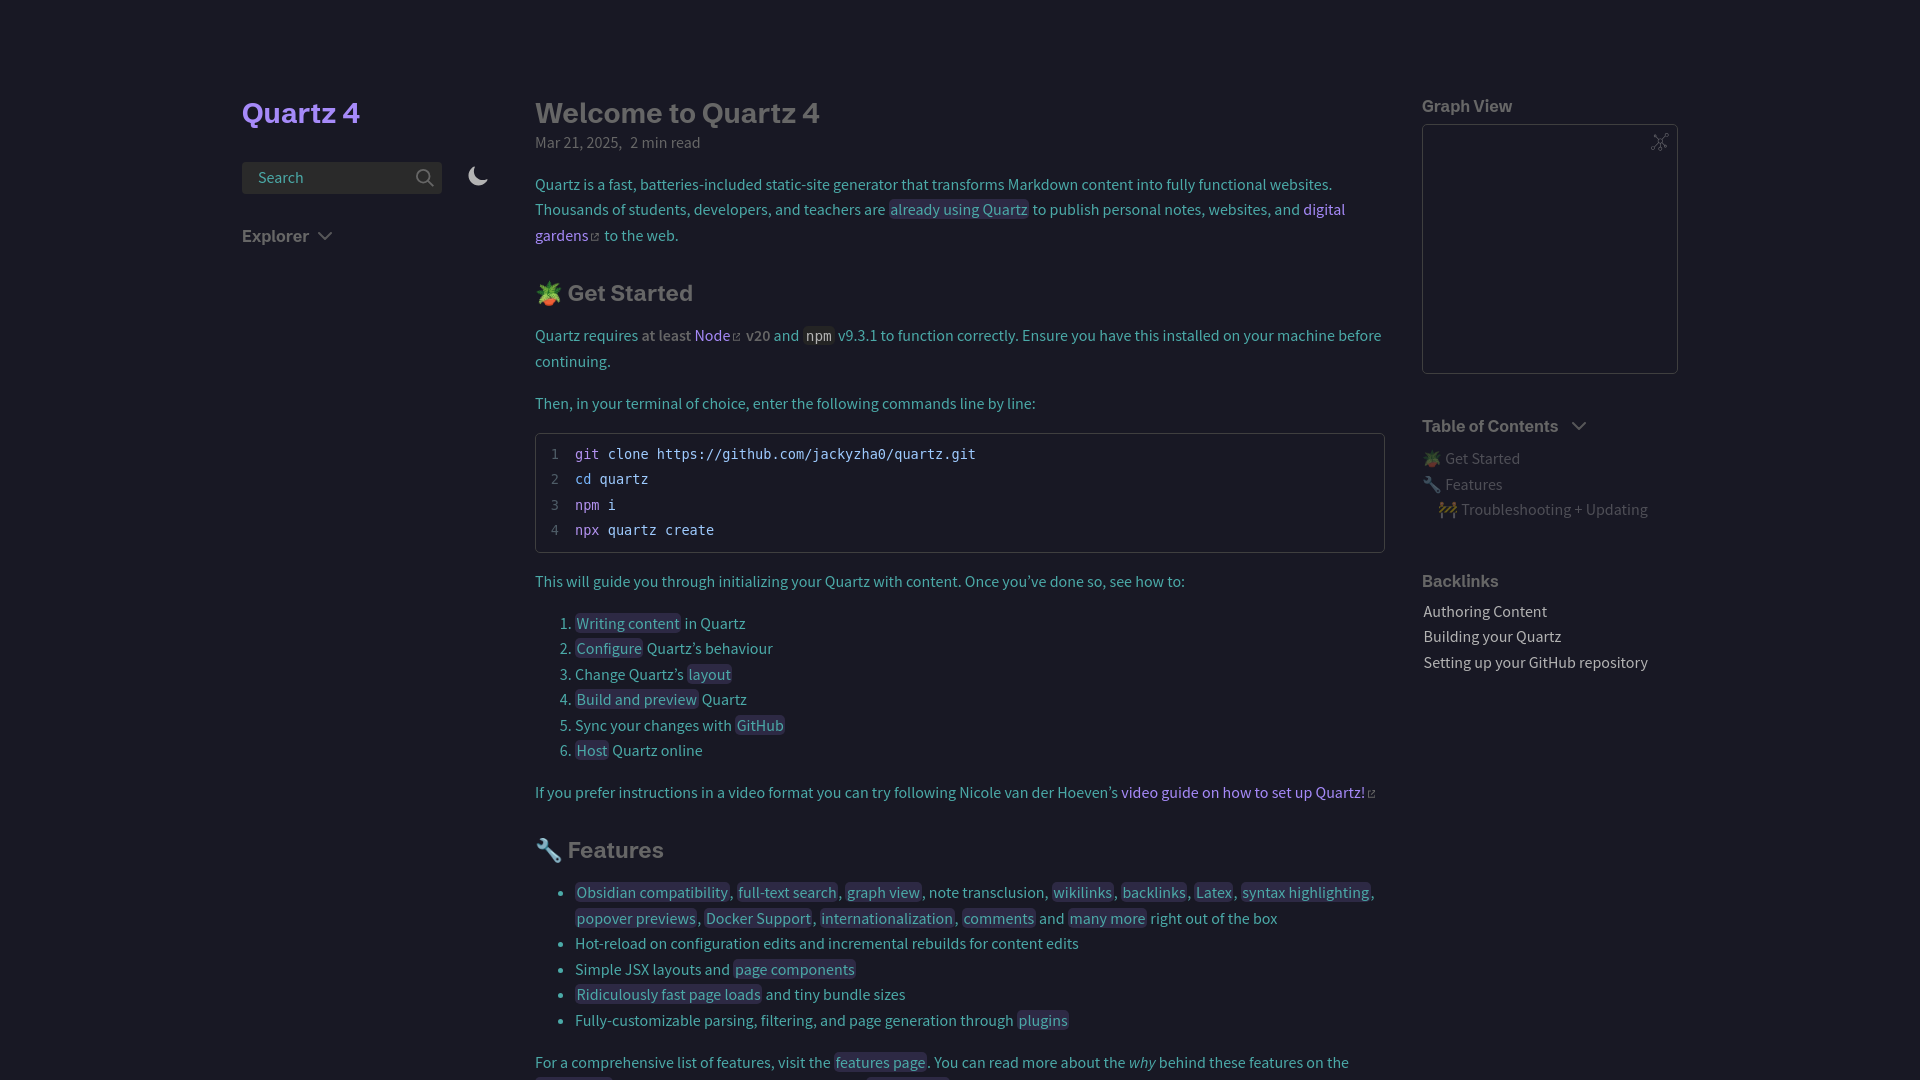 Quartz 4
Search
Explorer
Welcome to Quartz 4
Mar 21, 2025, 2 min read
Quartz is a fast, batteries-included static-site generator that transforms Markdown content into fully functional websites.
Thousands of students, developers, and teachers are already using Quartz to publish personal notes, websites, and digital
gardens to the web.
🪴 Get Started
Quartz requires at least Node v20 and npm v9.3.1 to function correctly. Ensure you have this installed on your machine before
continuing.
Then, in your terminal of choice, enter the following commands line by line:
1 git clone https://github.com/jackyzha0/quartz.git
2 cd quartz
3 npm i
4 npx quartz create
This will guide you through initializing your Quartz with content. Once you’ve done so, see how to:
1. Writing content in Quartz
2. Configure Quartz’s behaviour
3. Change Quartz’s layout
4. Build and preview Quartz
5. Sync your changes with GitHub
6. Host Quartz online
If you prefer instructions in a video format you can try following Nicole van der Hoeven’s video guide on how to set up Quartz!
🔧 Features
• Obsidian compatibility, full-text search, graph view, note transclusion, wikilinks, backlinks, Latex, syntax highlighting,
popover previews, Docker Support, internationalization, comments and many more right out of the box
• Hot-reload on configuration edits and incremental rebuilds for content edits
• Simple JSX layouts and page components
• Ridiculously fast page loads and tiny bundle sizes
• Fully-customizable parsing, filtering, and page generation through plugins
For a comprehensive list of features, visit the features page. You can read more about the why behind these features on the
Graph View
Table of Contents
🪴 Get Started
🔧 Features
🚧 Troubleshooting + Updating
Backlinks
Authoring Content
Building your Quartz
Setting up your GitHub repository